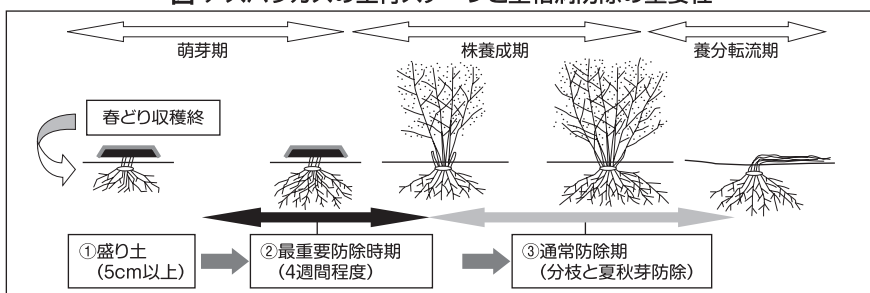 萌芽期
株養成期
養分転流期
春どり収穫終
①盛り土
(5cm以上)
②最重要防除時期
(4週間程度)
③通常防除期
(分枝と夏秋芽防除)